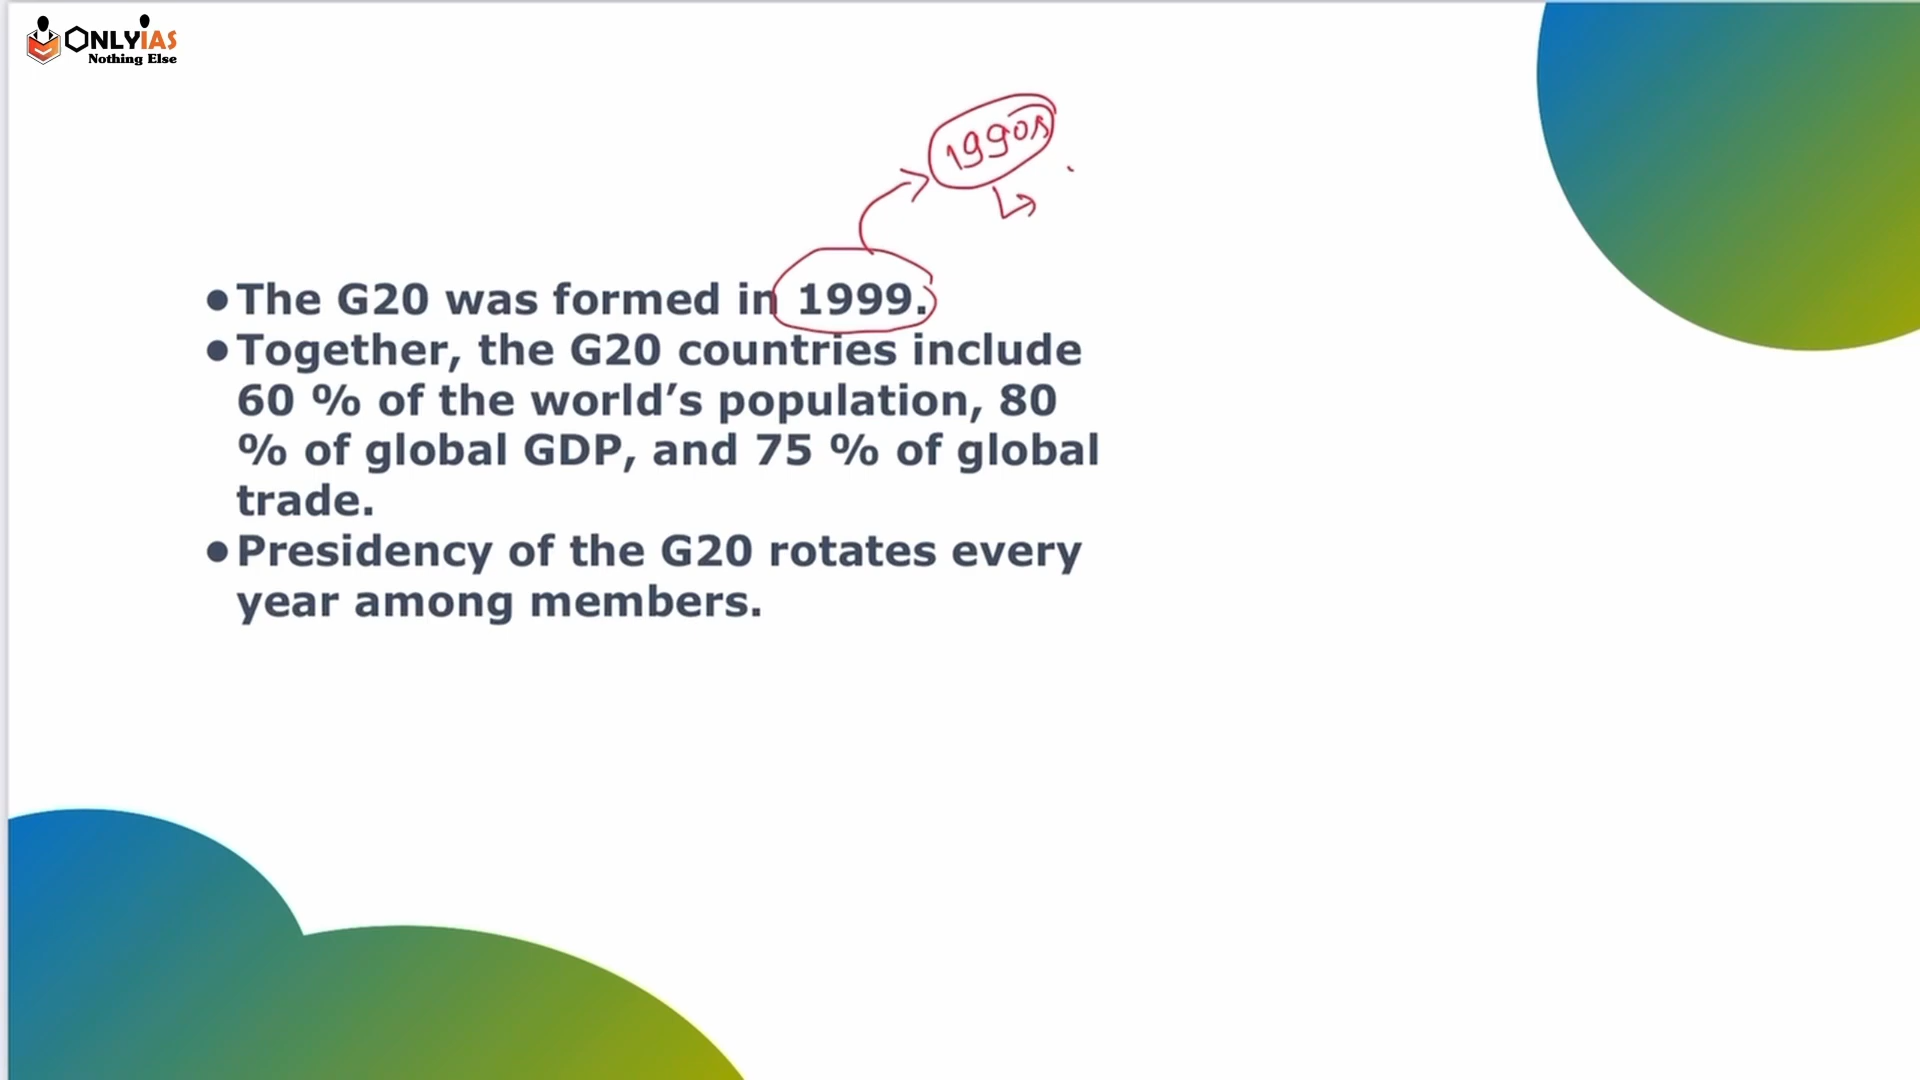 ONLYIAS
Nothing Else
1990s
• The G20 was formed in 1999.
• Together, the G20 countries include
60 % of the world’s population, 80
% of global GDP, and 75 % of global
trade.
• Presidency of the G20 rotates every
year among members.